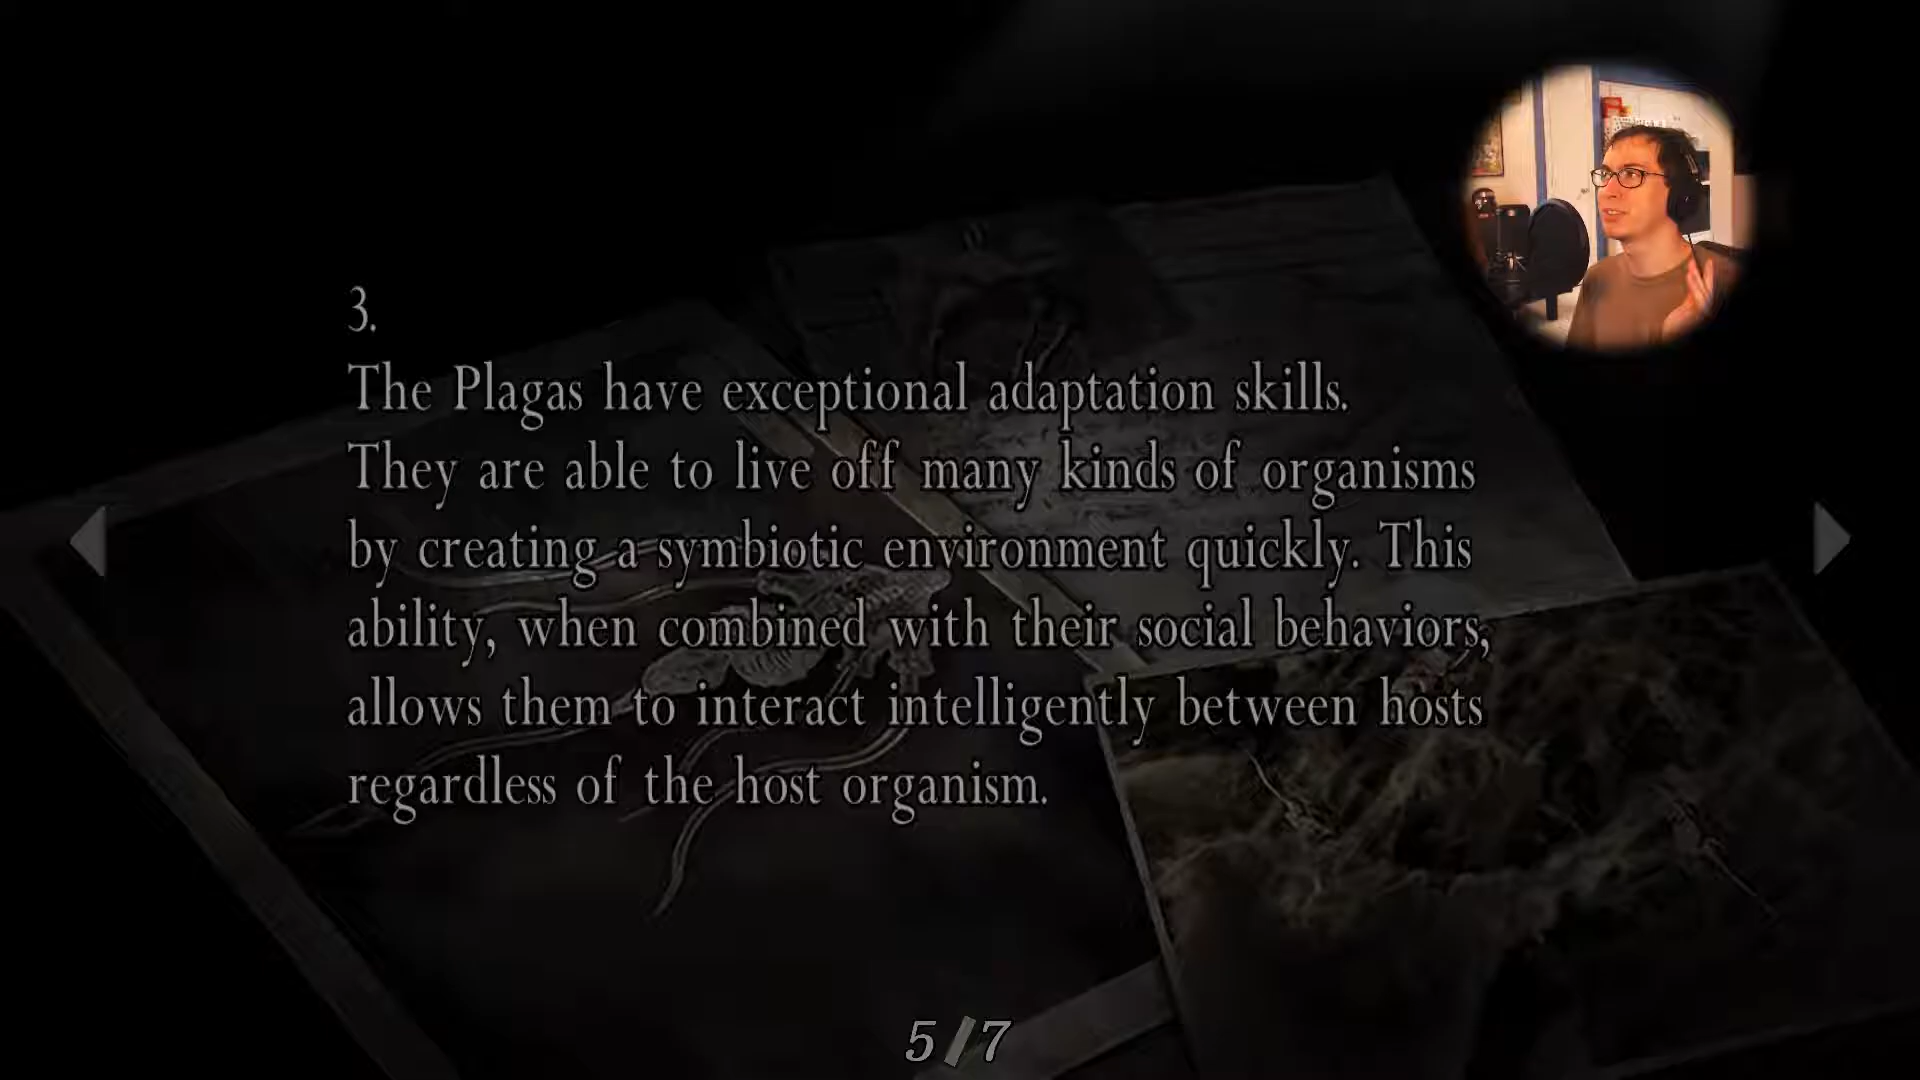 3.
The Plagas have exceptional adaptation skills.
They are able to live off many kinds of organisms
by creating a symbiotic environment quickly. This
ability, when combined with their social behaviors,
allows them to interact intelligently between hosts
regardless of the host organism.
5/7